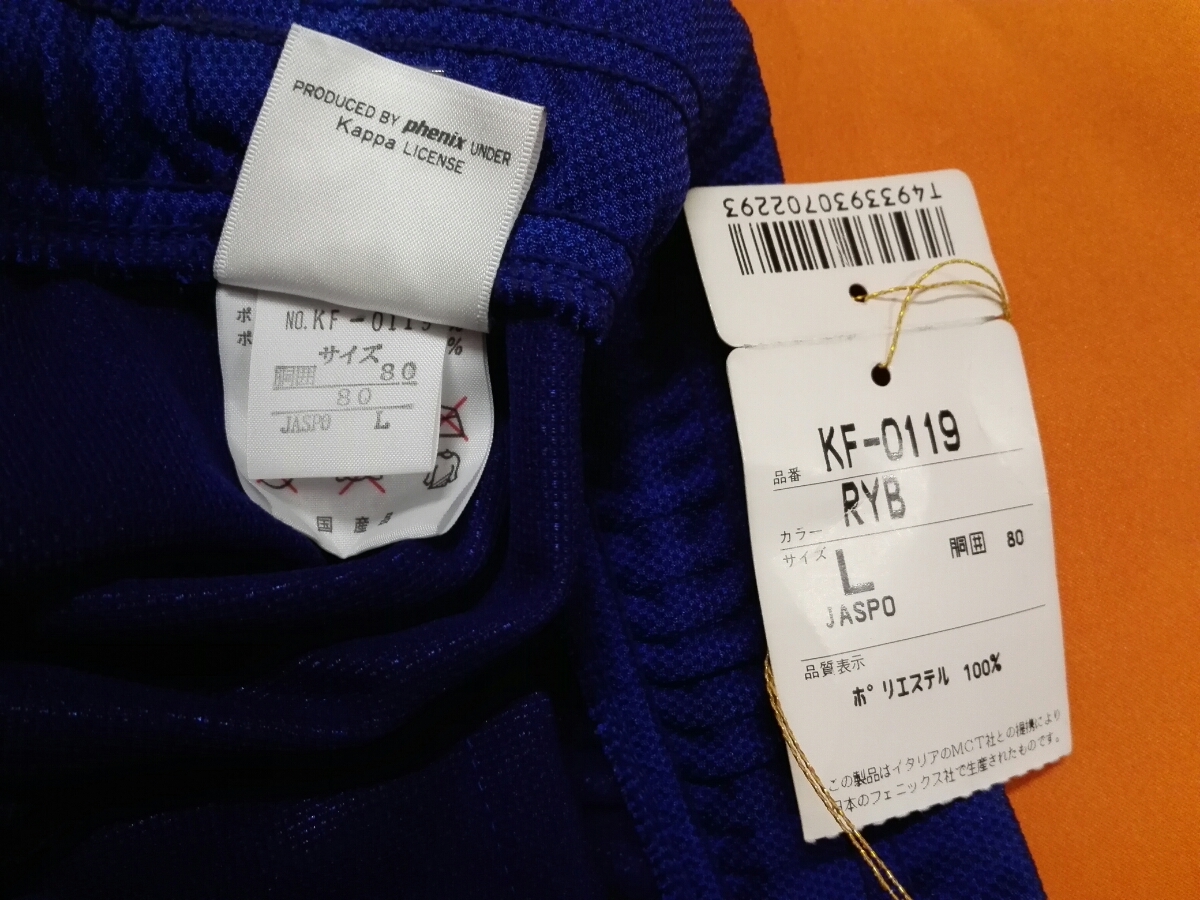 PRODUCED BY phenix UNDER
Kappa LICENSE
ポ
ポ %
NO.KF-0119
サイズ
胴囲 80
80
JASPO L
国産
T4933930702293
品番 KF-0119
カラー RYB
サイズ L 胴囲 80
JASPO
品質表示
ポリエステル 100%
この製品はイタリアのMCT社との提携により
日本のフェニックス社で生産されたものです。